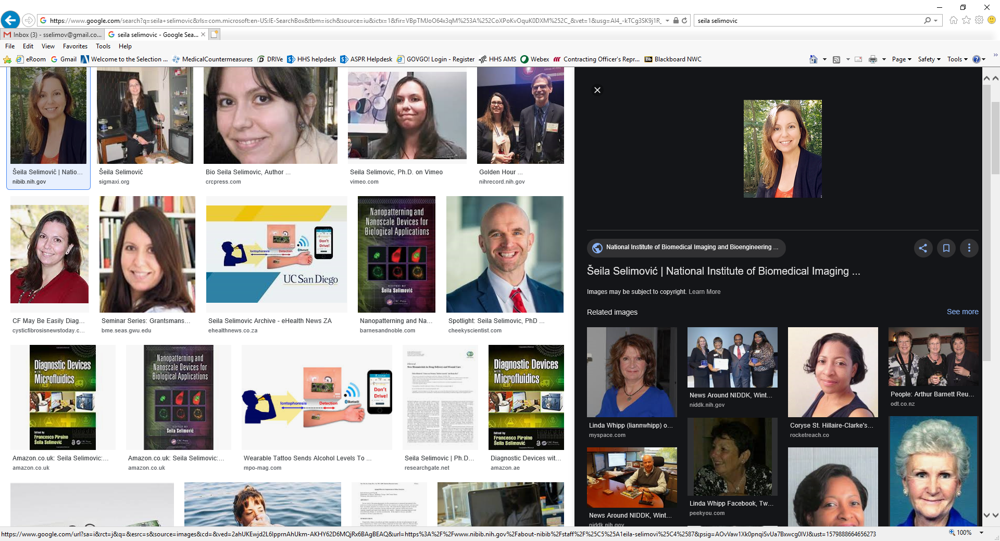 https://www.google.com/search?q=seila+selimovic&rls=com.microsoft:en-US:IE-SearchBox&tbm=isch&source=iu&ictx=1&fir=VBpTMJoO64x3qM%253A%252CoXPoKvOquK0DXM%252C_&vet=1&usg=AI4_-kTCg3SK9j1R_
seila selimovic
Inbox (3) - sselimov@gmail.co...
seila selimovic - Google Sea...
File Edit View Favorites Tools Help
eRoom Gmail Welcome to the Selection ... MedicalCountermeasures DRIVe HHS helpdesk ASPR Helpdesk GOVGO! Login - Register HHS AMS Webex Contracting Officer's Repr... Bb Blackboard NWC
Page Safety Tools
Šeila Selimović | Natio...
nibib.nih.gov
Šeila Selimović
sigmaxi.org
Bio Seila Selimovic, Author ...
crcpress.com
Seila Selimovic, Ph.D. on Vimeo
vimeo.com
Golden Hour ...
nihrecord.nih.gov
Iontophoresis
Detection
Bluetooth
Don't
Drive!
UC San Diego
Nanopatterning and
Nanoscale Devices for
Biological Applications
EDITED BY
Šeila Selimović
CRC Press
CF May Be Easily Diag...
cysticfibrosisnewstoday.c...
Seminar Series: Grantsmans...
bme.seas.gwu.edu
Seila Selimovic Archive - eHealth News ZA
ehealthnews.co.za
Nanopatterning and Na...
barnesandnoble.com
Spotlight: Seila Selimovic, PhD ...
cheekyscientist.com
Diagnostic Devices
with
Microfluidics
Edited by
Francesco Piraino
Šeila Selimović
CRC Press
Nanopatterning and
Nanoscale Devices for
Biological Applications
EDITED BY
Šeila Selimović
CRC Press
Iontophoresis
Detection
Bluetooth
Don't
Drive!
New Biomaterials in Drug Delivery and Wound Care
Diagnostic Devices
with
Microfluidics
Edited by
Francesco Piraino
Šeila Selimović
Amazon.co.uk: Seila Selimovic:...
amazon.co.uk
Amazon.co.uk: Seila Selimovic:...
amazon.co.uk
Wearable Tattoo Sends Alcohol Levels To ...
mpo-mag.com
Seila Selimovic | Ph.D...
researchgate.net
Diagnostic Devices wit...
amazon.ae
National Institute of Biomedical Imaging and Bioengineering ...
Šeila Selimović | National Institute of Biomedical Imaging ...
Images may be subject to copyright. Learn More
Related images
See more
Linda Whipp (liannwhipp) o...
myspace.com
News Around NIDDK, Wint...
niddk.nih.gov
Coryse St. Hillaire-Clarke's...
rocketreach.co
People: Arthur Barnett Reu...
odt.co.nz
News Around NIDDK, Wint...
niddk.nih.gov
Linda Whipp Facebook, Tw...
peekyou.com
https://www.google.com/url?sa=i&rct=j&q=&esrc=s&source=images&cd=&ved=2ahUKEwjd2L6lpprnAhUkm-AKHY62D6MQjRx6BAgBEAQ&url=https%3A%2F%2Fwww.nibib.nih.gov%2Fabout-nibib%2Fstaff%2F%25C5%25A1eila-selimovi%25C4%2587&psig=AOvVaw1Xk0pnqiSvUa7Bxwcg0lVJ&ust=1579888664656273
100%